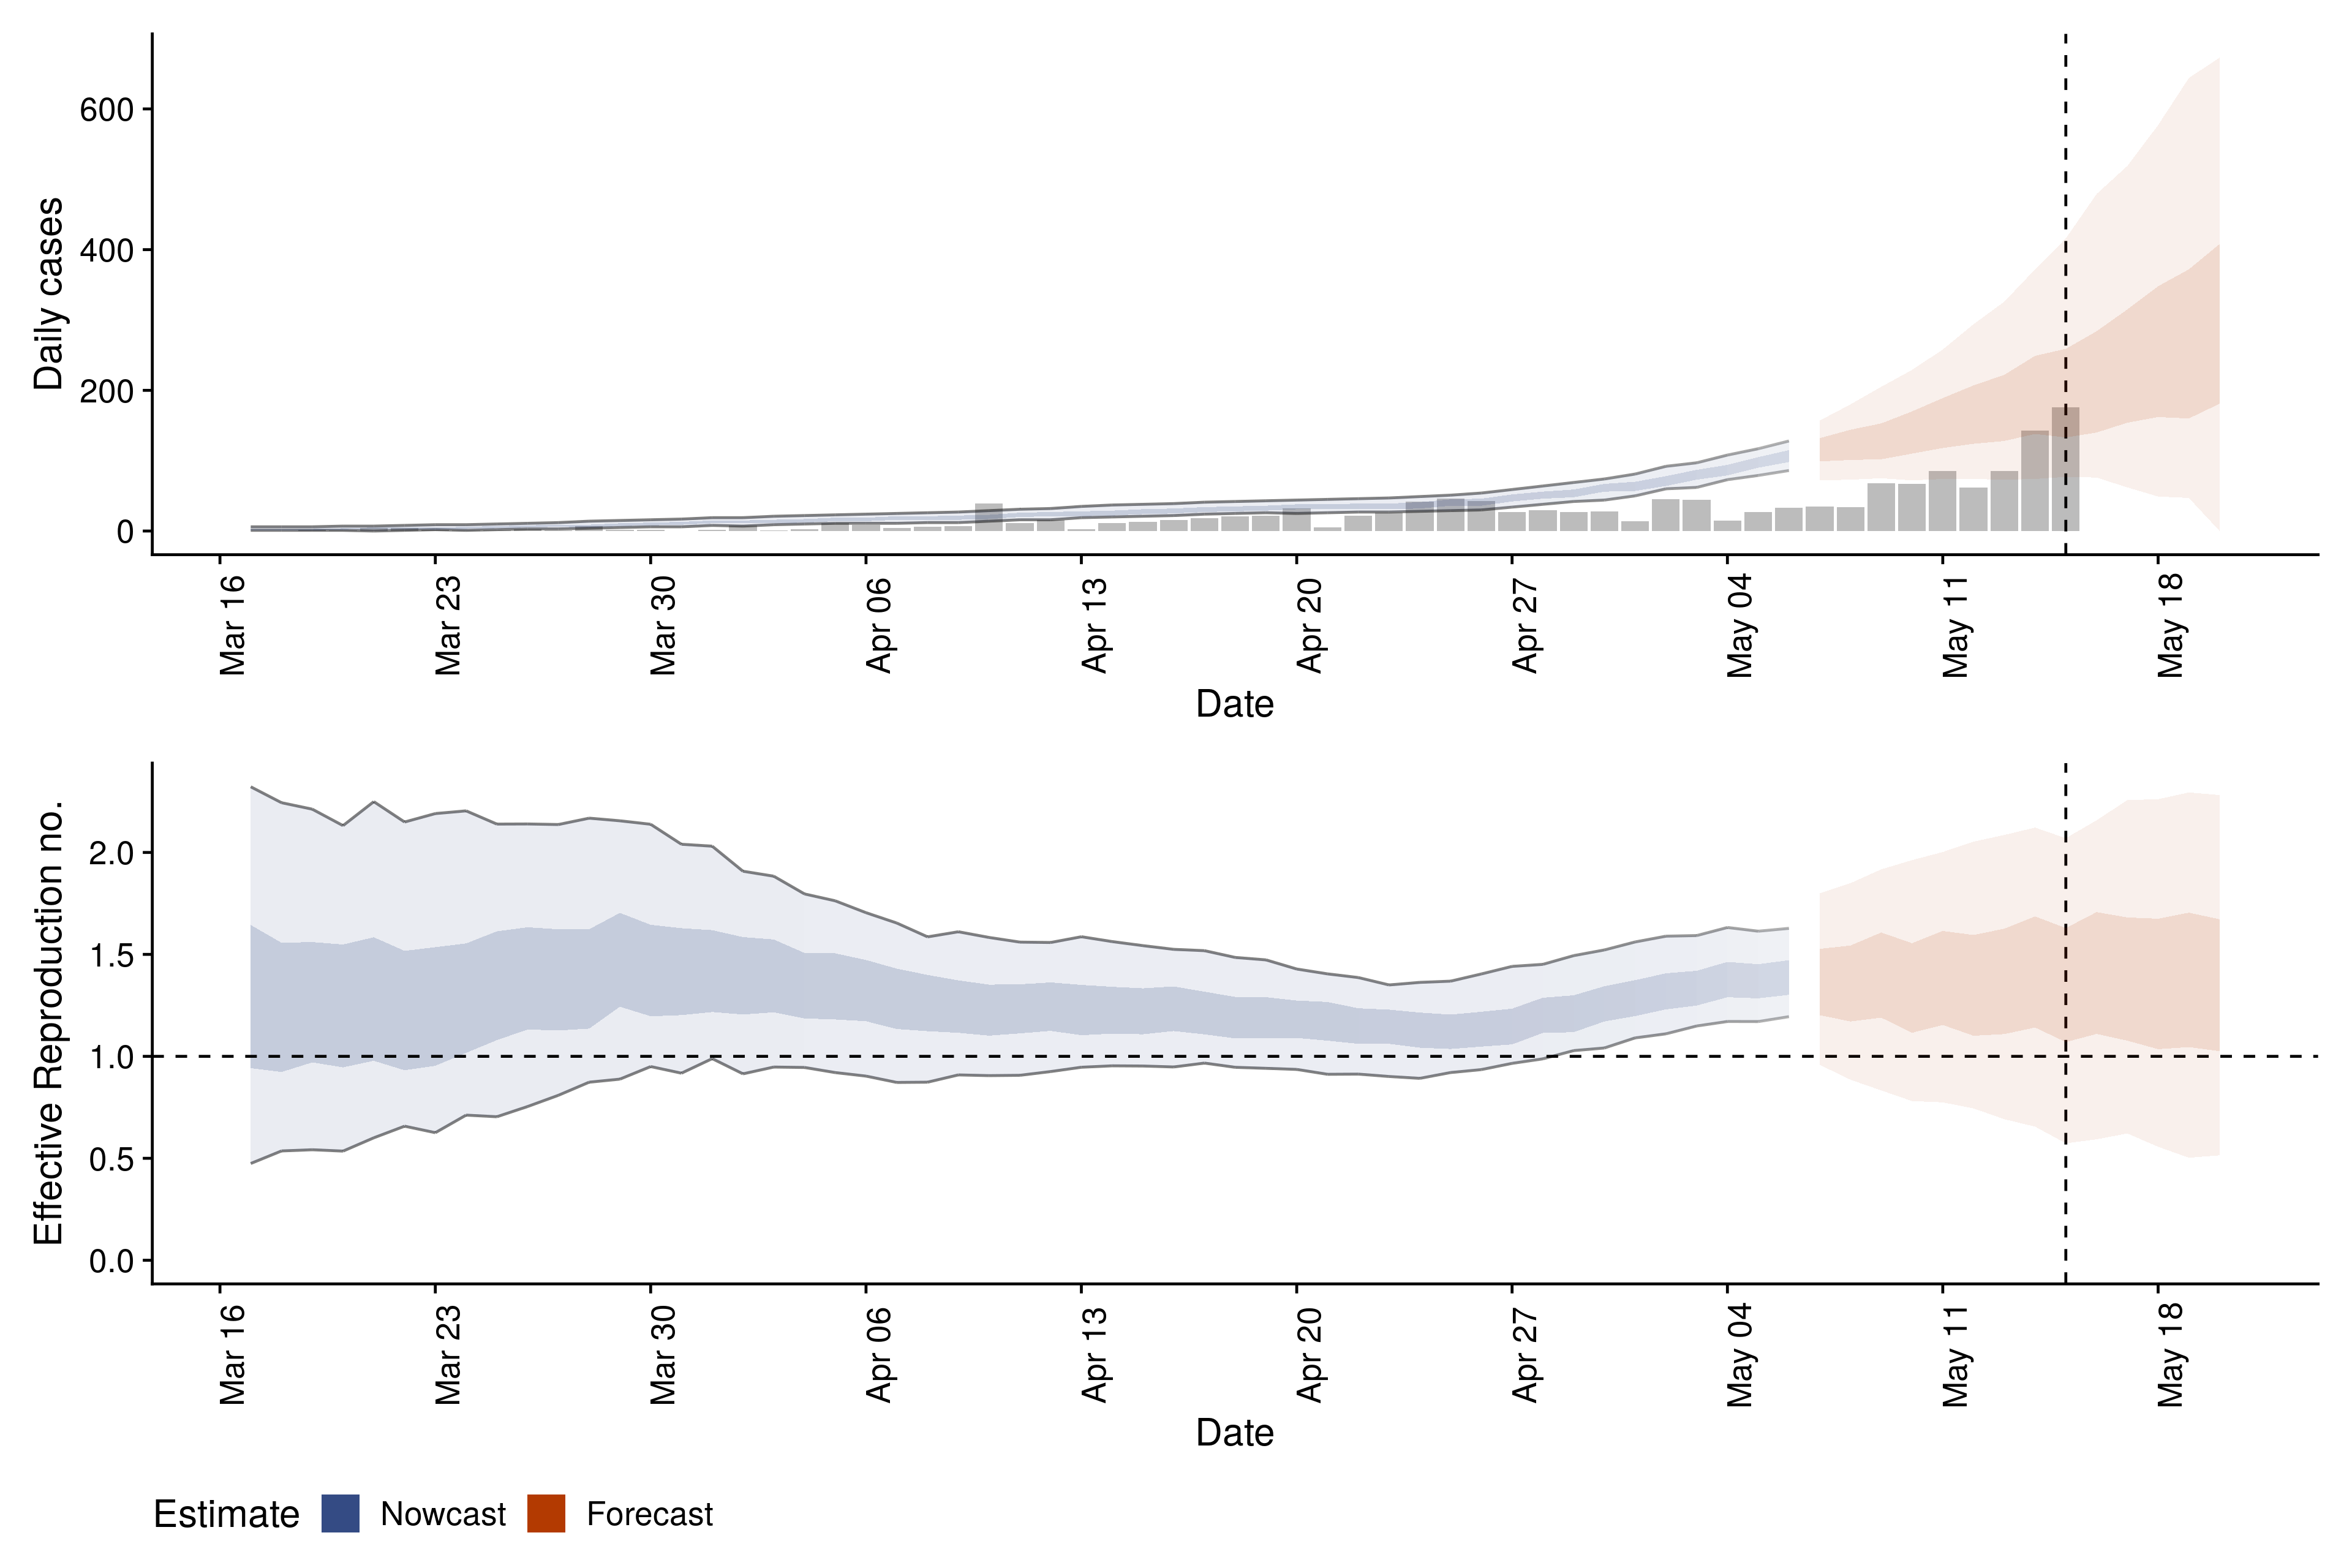 Daily cases
600
400
200
0
Mar 16
Mar 23
Mar 30
Apr 06
Apr 13
Apr 20
Apr 27
May 04
May 11
May 18
Date
Effective Reproduction no.
2.0
1.5
1.0
0.5
0.0
Mar 16
Mar 23
Mar 30
Apr 06
Apr 13
Apr 20
Apr 27
May 04
May 11
May 18
Date
Estimate Nowcast Forecast